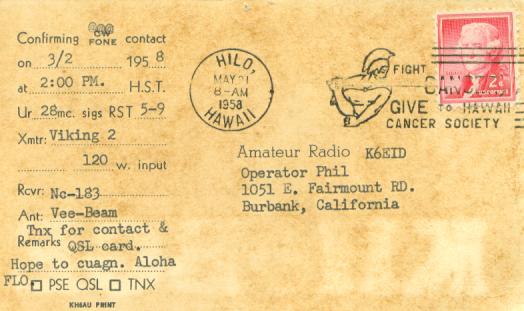 Confirming CW FONE contact
on 3/2 1958
at 2:00 PM. H.S.T.
Ur 28mc. sigs RST 5-9
Xmtr: Viking 2
120 w. input
Rcvr: Nc-183
Ant: Vee-Beam
Tnx for contact &
Remarks QSL card.
Hope to cuagn. Aloha
FLO. PSE QSL TNX
KH6AU PRINT
HILO,
MAY 21
8-AM
1958
HAWAII
FIGHT
CANCER
GIVE TO HAWAII
CANCER SOCIETY
2¢
Amateur Radio K6EID
Operator Phil
1051 E. Fairmount RD.
Burbank, California